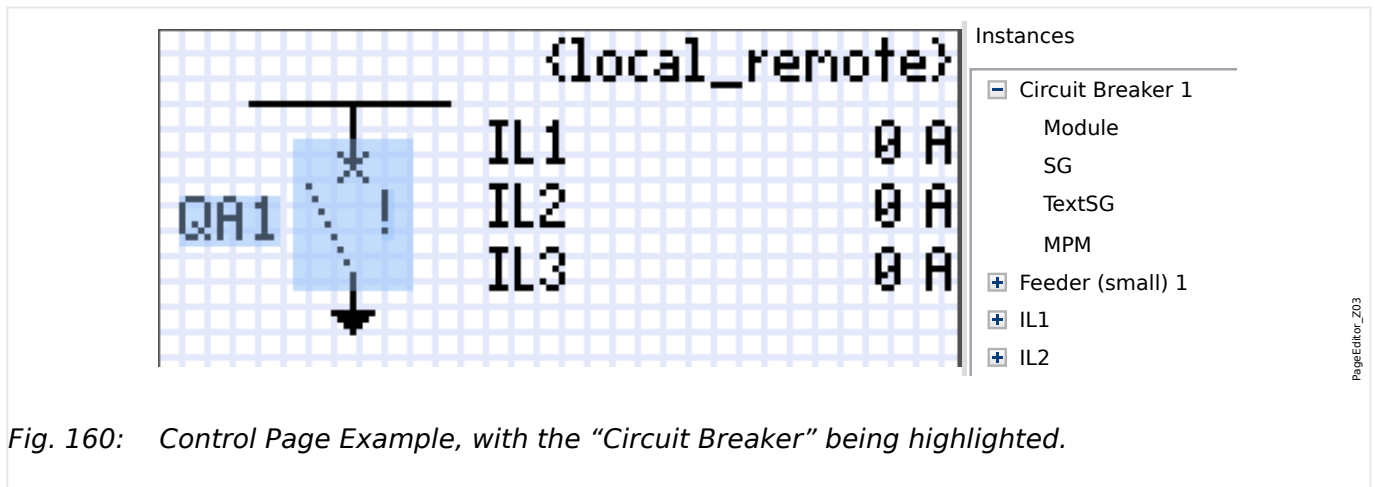 {local_remote}
IL1 0 A
QA1 ! IL2 0 A
IL3 0 A
Instances
Circuit Breaker 1
Module
SG
TextSG
MPM
Feeder (small) 1
IL1
IL2
PageEditor_Z03
Fig. 160: Control Page Example, with the “Circuit Breaker” being highlighted.